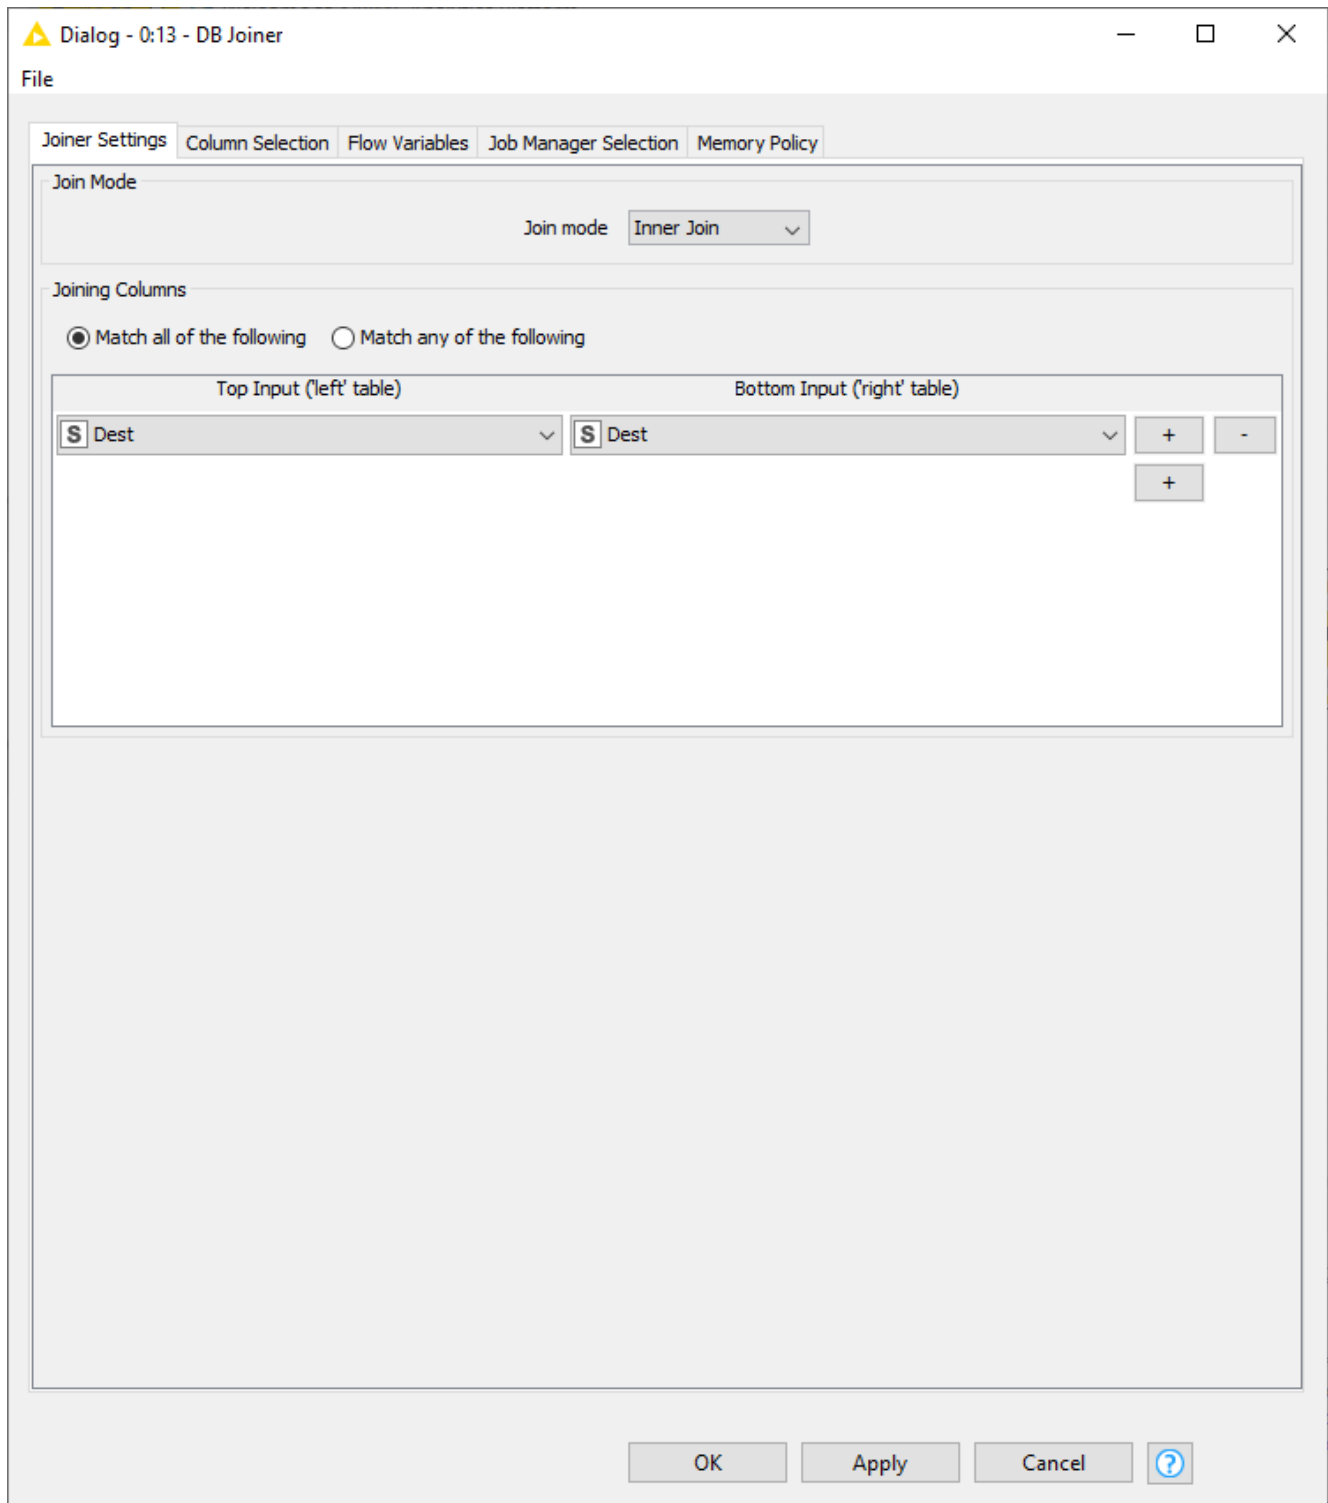 Dialog - 0:13 - DB Joiner
File
Joiner Settings Column Selection Flow Variables Job Manager Selection Memory Policy
Join Mode
Join mode Inner Join
Joining Columns
Match all of the following Match any of the following
Top Input ('left' table) Bottom Input ('right' table)
S Dest S Dest + -
+
OK Apply Cancel ?